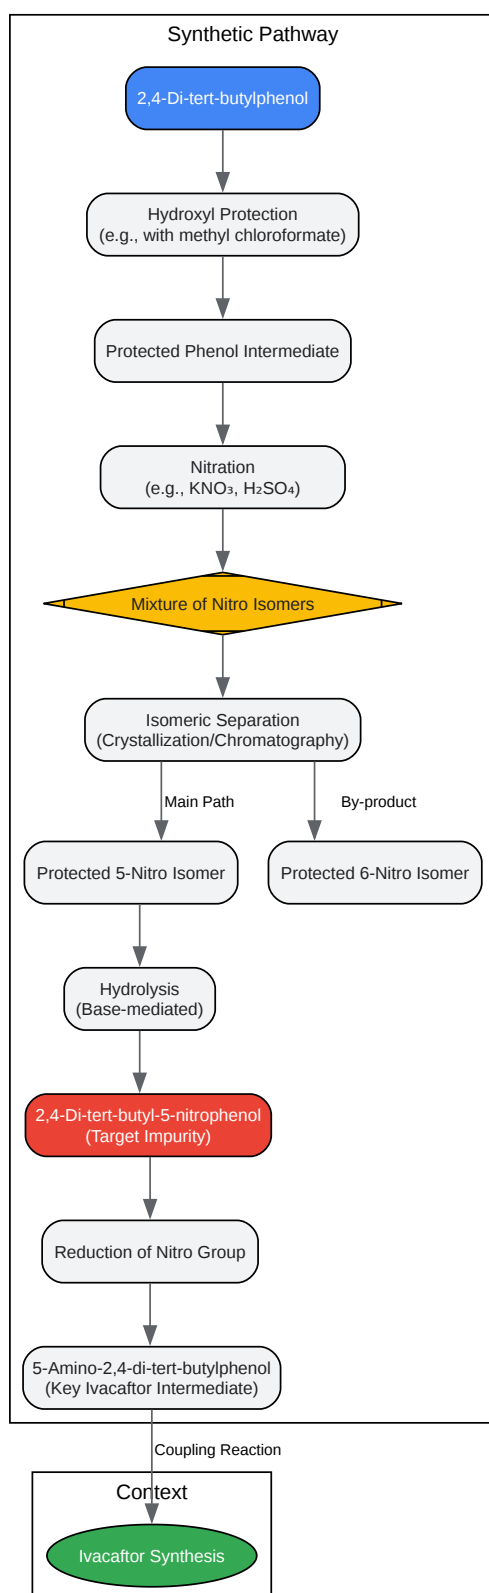 Synthetic Pathway
2,4-Di-tert-butylphenol
Hydroxyl Protection
(e.g., with methyl chloroformate)
Protected Phenol Intermediate
Nitration
(e.g., KNO₃, H₂SO₄)
Mixture of Nitro Isomers
Isomeric Separation
(Crystallization/Chromatography)
Main Path
By-product
Protected 5-Nitro Isomer
Protected 6-Nitro Isomer
Hydrolysis
(Base-mediated)
2,4-Di-tert-butyl-5-nitrophenol
(Target Impurity)
Reduction of Nitro Group
5-Amino-2,4-di-tert-butylphenol
(Key Ivacaftor Intermediate)
Coupling Reaction
Context
Ivacaftor Synthesis